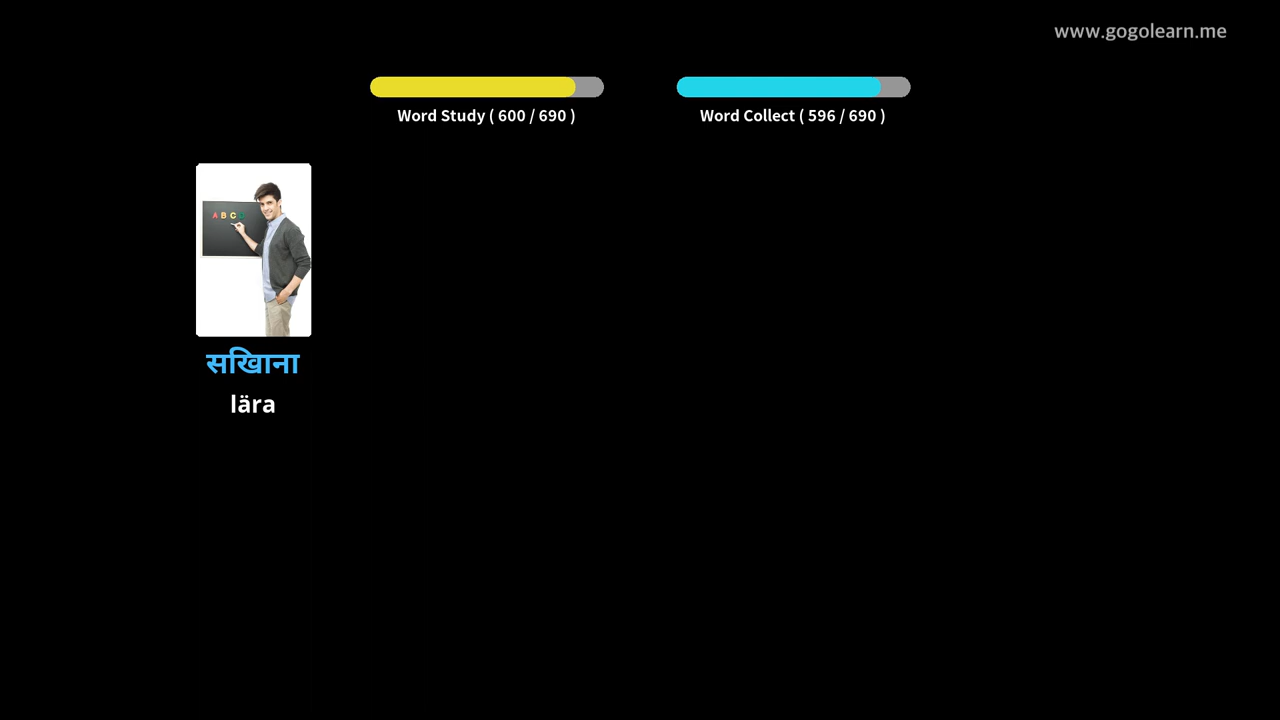 www.gogolearn.me
Word Study ( 600 / 690 )
Word Collect ( 596 / 690 )
A B C D
सखिाना
lära